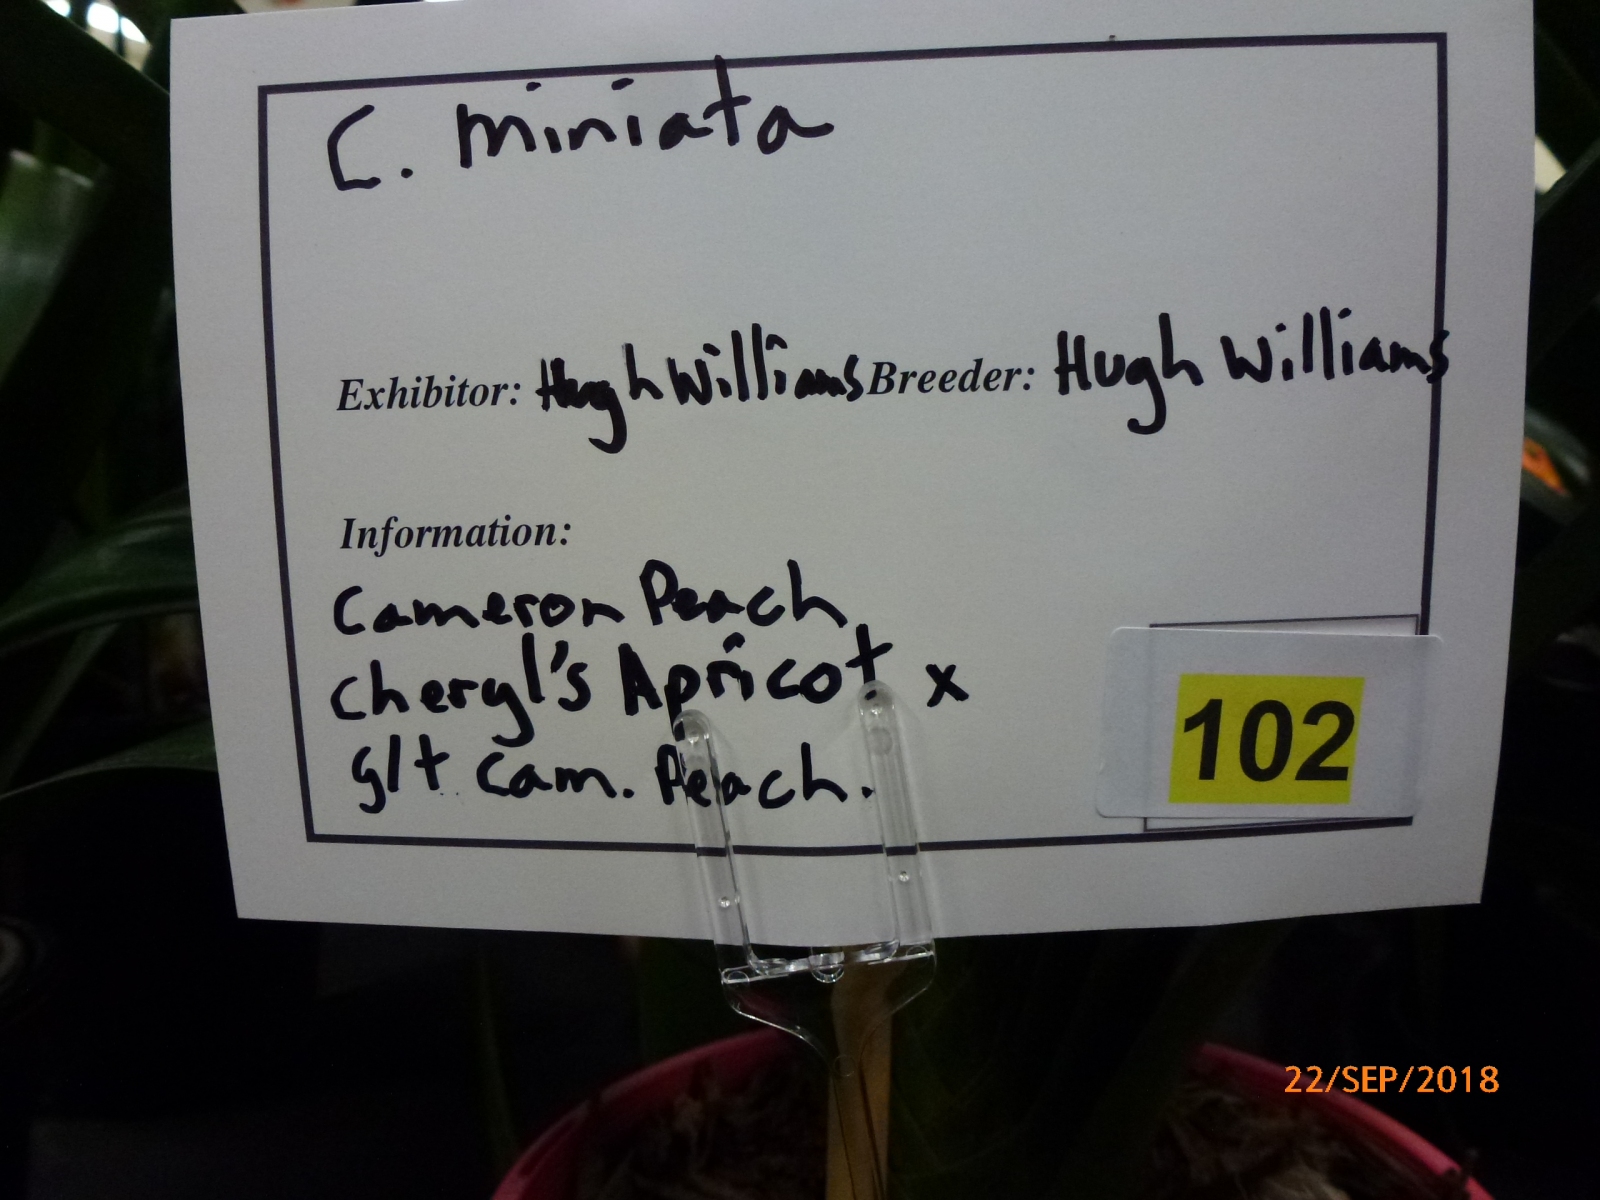 C. miniata
Exhibitor: Hugh Williams Breeder: Hugh Williams
Information:
Cameron Peach
Cheryl's Apricot x
g/t Cam. Peach.
102
22/SEP/2018